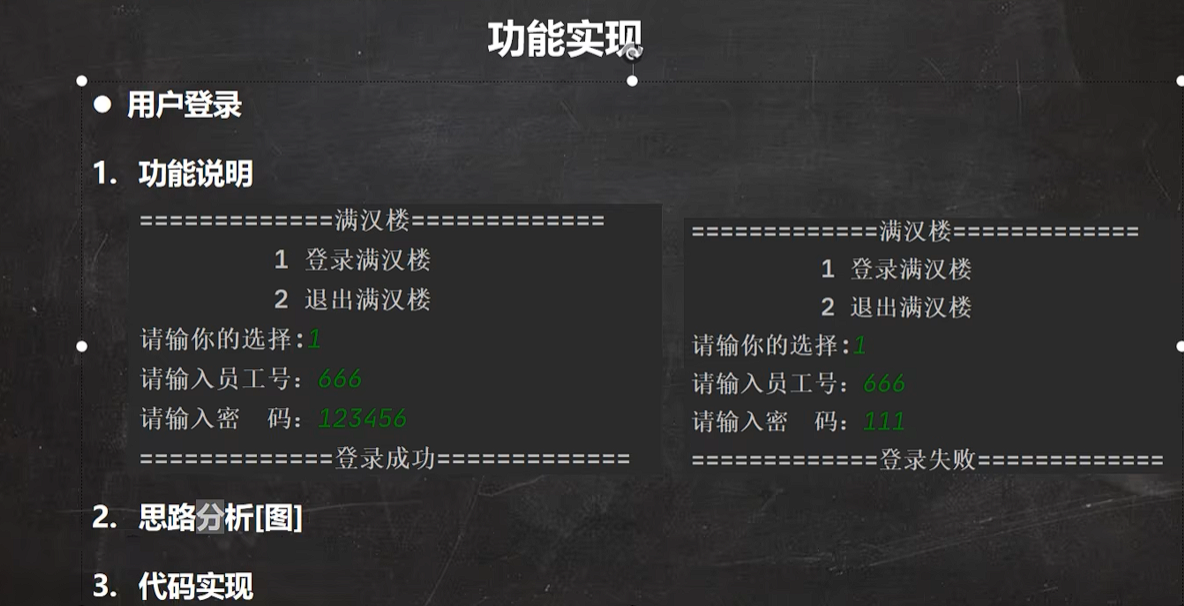 功能实现
● 用户登录
1. 功能说明
=============满汉楼=============
1 登录满汉楼
2 退出满汉楼
请输你的选择:1
请输入员工号：666
请输入密 码：123456
=============登录成功=============
=============满汉楼=============
1 登录满汉楼
2 退出满汉楼
请输你的选择:1
请输入员工号：666
请输入密 码：111
=============登录失败=============
2. 思路分析[图]
3. 代码实现